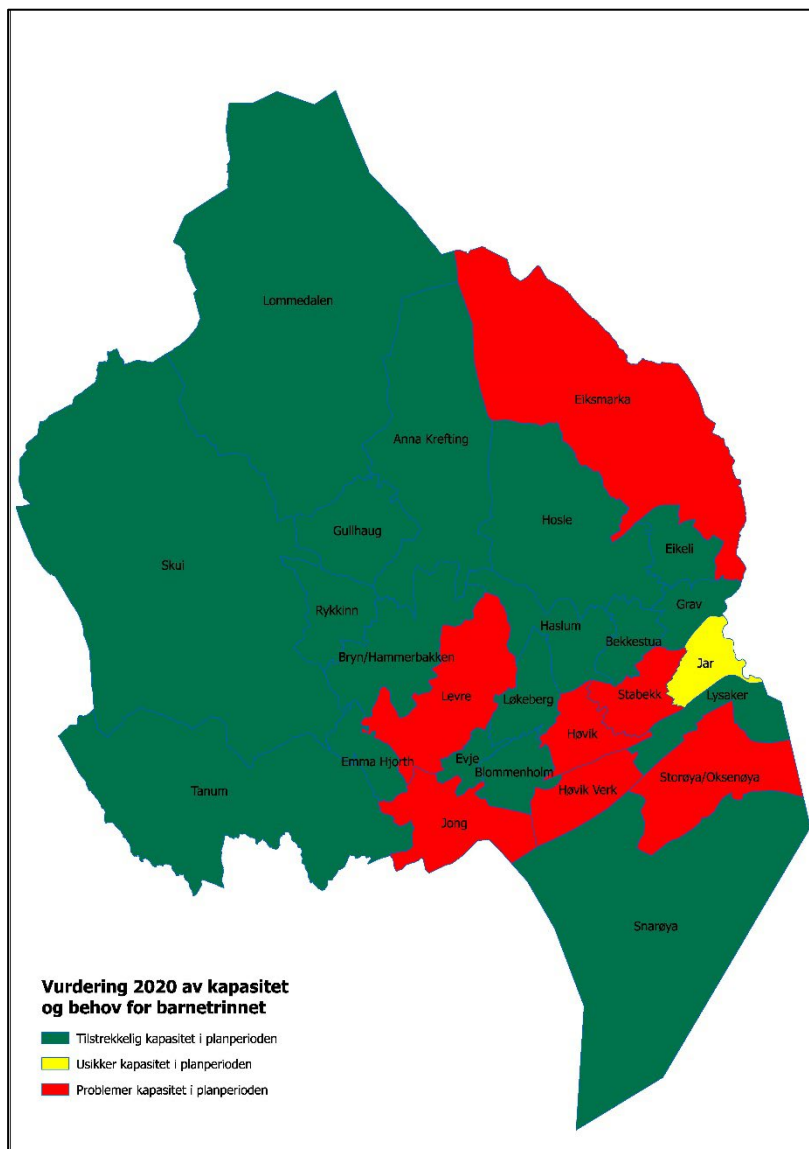 Lommedalen
Eiksmarka
Anna Krefting
Hosle
Gullhaug
Eikeli
Skui
Rykkinn
Grav
Haslum
Bekkestua
Bryn/Hammerbakken
Jar
Levre
Løkeberg
Stabekk
Lysaker
Høvik
Emma Hjorth
Evje
Blommenholm
Storøya/Oksenøya
Tanum
Høvik Verk
Jong
Snarøya
Vurdering 2020 av kapasitet
og behov for barnetrinnet
Tilstrekkelig kapasitet i planperioden
Usikker kapasitet i planperioden
Problemer kapasitet i planperioden